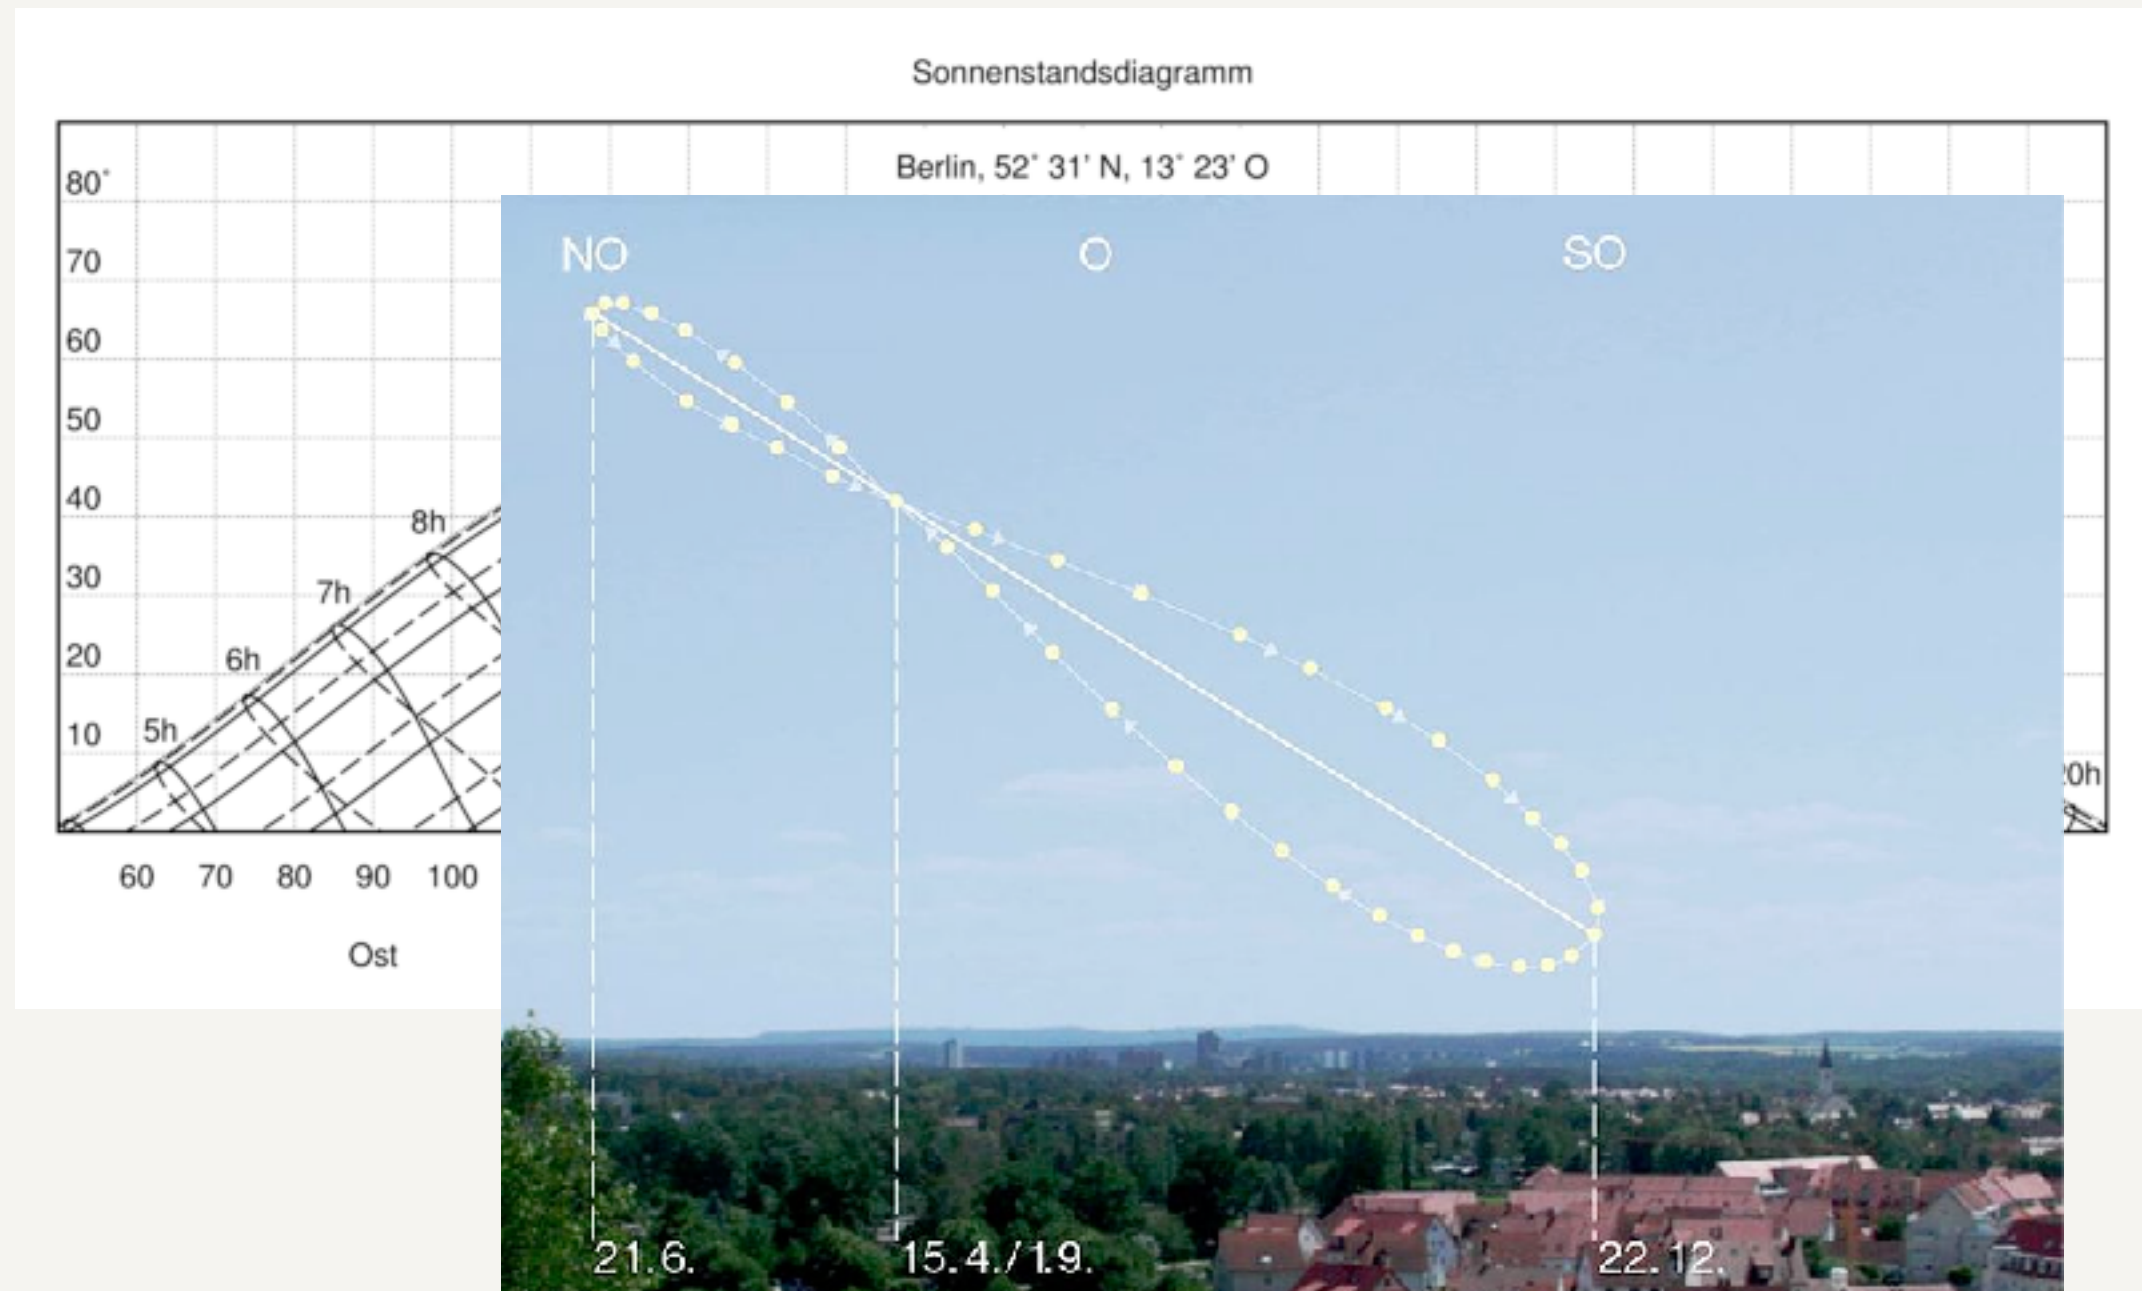 Sonnenstandsdiagramm
Berlin, 52° 31' N, 13° 23' O
80°
70
60
50
40
30
20
10
8h
7h
6h
5h
60 70 80 90 100
Ost
NO O SO
21.6. 15.4./1.9. 22.12.